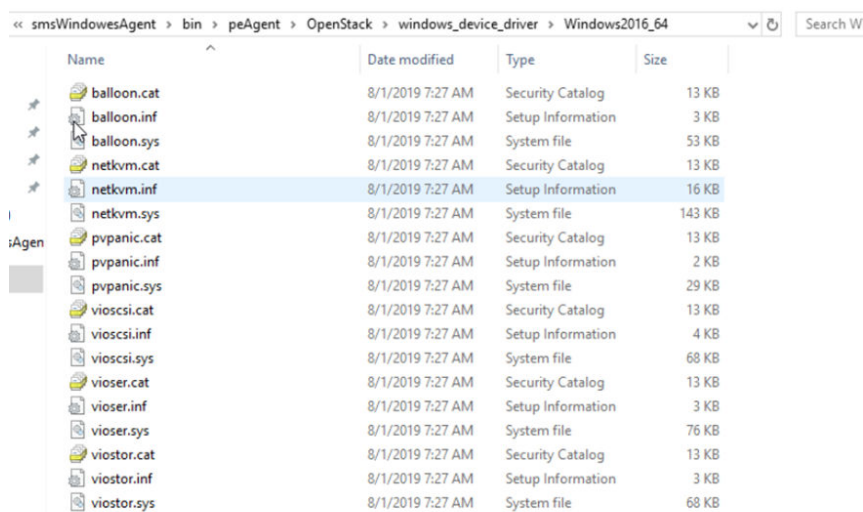 « smsWindowesAgent > bin > peAgent > OpenStack > windows_device_driver > Windows2016_64 Search W
Name Date modified Type Size
balloon.cat 8/1/2019 7:27 AM Security Catalog 13 KB
balloon.inf 8/1/2019 7:27 AM Setup Information 3 KB
balloon.sys 8/1/2019 7:27 AM System file 53 KB
netkvm.cat 8/1/2019 7:27 AM Security Catalog 13 KB
netkvm.inf 8/1/2019 7:27 AM Setup Information 16 KB
netkvm.sys 8/1/2019 7:27 AM System file 143 KB
sAgen pvpanic.cat 8/1/2019 7:27 AM Security Catalog 13 KB
pvpanic.inf 8/1/2019 7:27 AM Setup Information 2 KB
pvpanic.sys 8/1/2019 7:27 AM System file 29 KB
vioscsi.cat 8/1/2019 7:27 AM Security Catalog 13 KB
vioscsi.inf 8/1/2019 7:27 AM Setup Information 4 KB
vioscsi.sys 8/1/2019 7:27 AM System file 68 KB
vioser.cat 8/1/2019 7:27 AM Security Catalog 13 KB
vioser.inf 8/1/2019 7:27 AM Setup Information 3 KB
vioser.sys 8/1/2019 7:27 AM System file 76 KB
viostor.cat 8/1/2019 7:27 AM Security Catalog 13 KB
viostor.inf 8/1/2019 7:27 AM Setup Information 3 KB
viostor.sys 8/1/2019 7:27 AM System file 68 KB